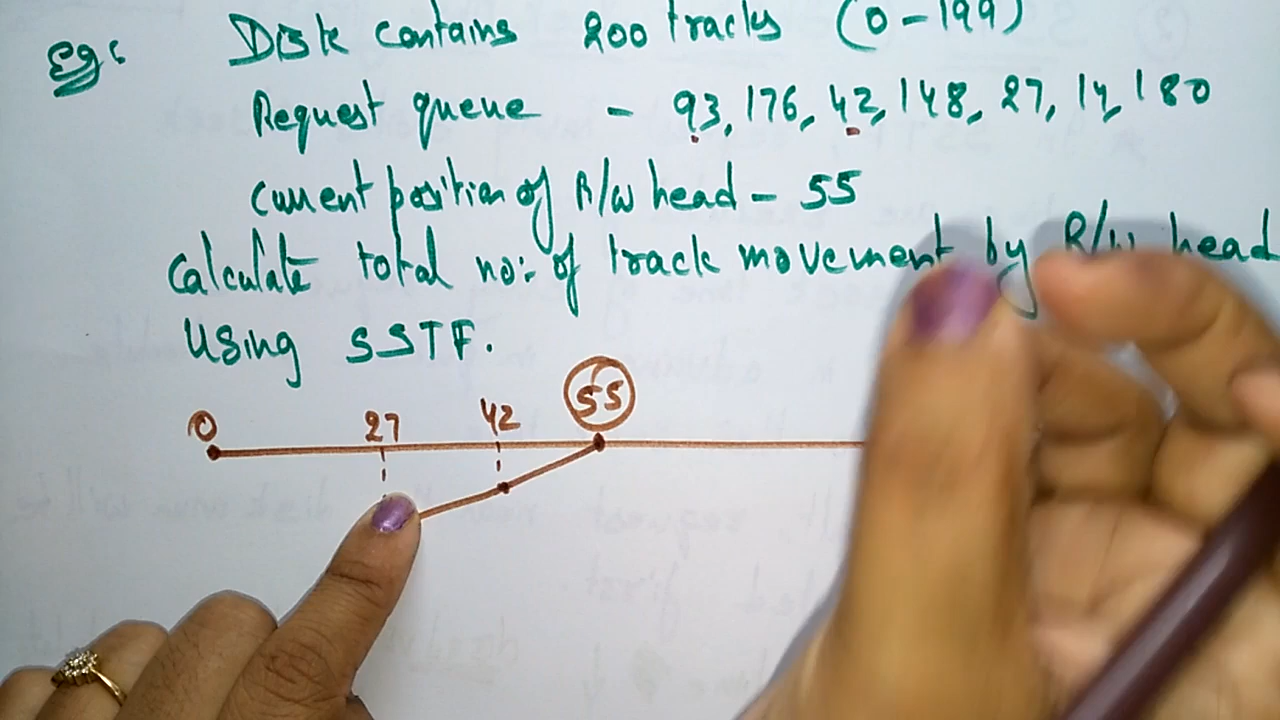 Eg: Disk contains 200 tracks (0-199)
Request queue - 93, 176, 42, 148, 27, 14, 180
Current position of R/W head - 55
Calculate total no: of track movement by R/W head
Using SSTF.
0 27 42 55